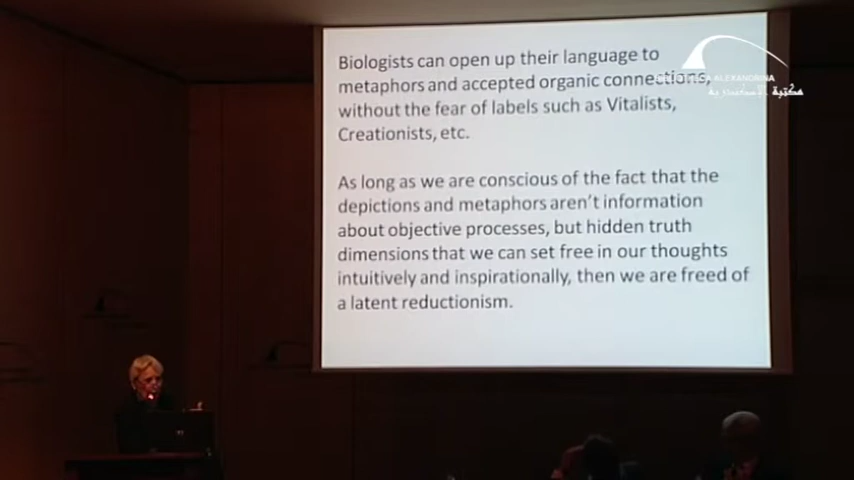 Biologists can open up their language to
metaphors and accepted organic connections,
without the fear of labels such as Vitalists,
Creationists, etc.
As long as we are conscious of the fact that the
depictions and metaphors aren't information
about objective processes, but hidden truth
dimensions that we can set free in our thoughts
intuitively and inspirationally, then we are freed of
a latent reductionism.
ALEXANDRINA
مكتبة الإسكندرية